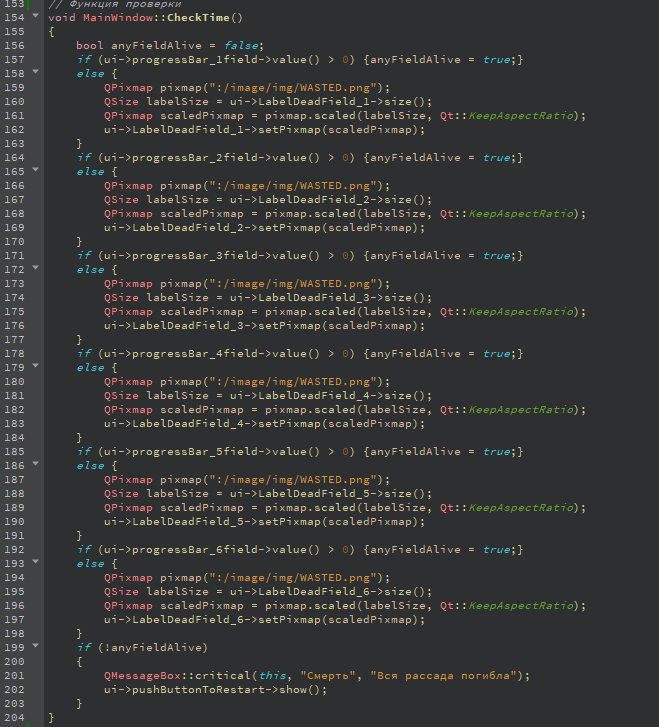 153 // Функция проверки
154 void MainWindow::CheckTime()
155 {
156     bool anyFieldAlive = false;
157     if (ui->progressBar_1field->value() > 0) {anyFieldAlive = true;}
158     else {
159         QPixmap pixmap(":/image/img/WASTED.png");
160         QSize labelSize = ui->LabelDeadField_1->size();
161         QPixmap scaledPixmap = pixmap.scaled(labelSize, Qt::KeepAspectRatio);
162         ui->LabelDeadField_1->setPixmap(scaledPixmap);
163     }
164     if (ui->progressBar_2field->value() > 0) {anyFieldAlive = true;}
165     else {
166         QPixmap pixmap(":/image/img/WASTED.png");
167         QSize labelSize = ui->LabelDeadField_2->size();
168         QPixmap scaledPixmap = pixmap.scaled(labelSize, Qt::KeepAspectRatio);
169         ui->LabelDeadField_2->setPixmap(scaledPixmap);
170     }
171     if (ui->progressBar_3field->value() > 0) {anyFieldAlive = true;}
172     else {
173         QPixmap pixmap(":/image/img/WASTED.png");
174         QSize labelSize = ui->LabelDeadField_3->size();
175         QPixmap scaledPixmap = pixmap.scaled(labelSize, Qt::KeepAspectRatio);
176         ui->LabelDeadField_3->setPixmap(scaledPixmap);
177     }
178     if (ui->progressBar_4field->value() > 0) {anyFieldAlive = true;}
179     else {
180         QPixmap pixmap(":/image/img/WASTED.png");
181         QSize labelSize = ui->LabelDeadField_4->size();
182         QPixmap scaledPixmap = pixmap.scaled(labelSize, Qt::KeepAspectRatio);
183         ui->LabelDeadField_4->setPixmap(scaledPixmap);
184     }
185     if (ui->progressBar_5field->value() > 0) {anyFieldAlive = true;}
186     else {
187         QPixmap pixmap(":/image/img/WASTED.png");
188         QSize labelSize = ui->LabelDeadField_5->size();
189         QPixmap scaledPixmap = pixmap.scaled(labelSize, Qt::KeepAspectRatio);
190         ui->LabelDeadField_5->setPixmap(scaledPixmap);
191     }
192     if (ui->progressBar_6field->value() > 0) {anyFieldAlive = true;}
193     else {
194         QPixmap pixmap(":/image/img/WASTED.png");
195         QSize labelSize = ui->LabelDeadField_6->size();
196         QPixmap scaledPixmap = pixmap.scaled(labelSize, Qt::KeepAspectRatio);
197         ui->LabelDeadField_6->setPixmap(scaledPixmap);
198     }
199     if (!anyFieldAlive)
200     {
201         QMessageBox::critical(this, "Смерть", "Вся рассада погибла");
202         ui->pushButtonToRestart->show();
203     }
204 }